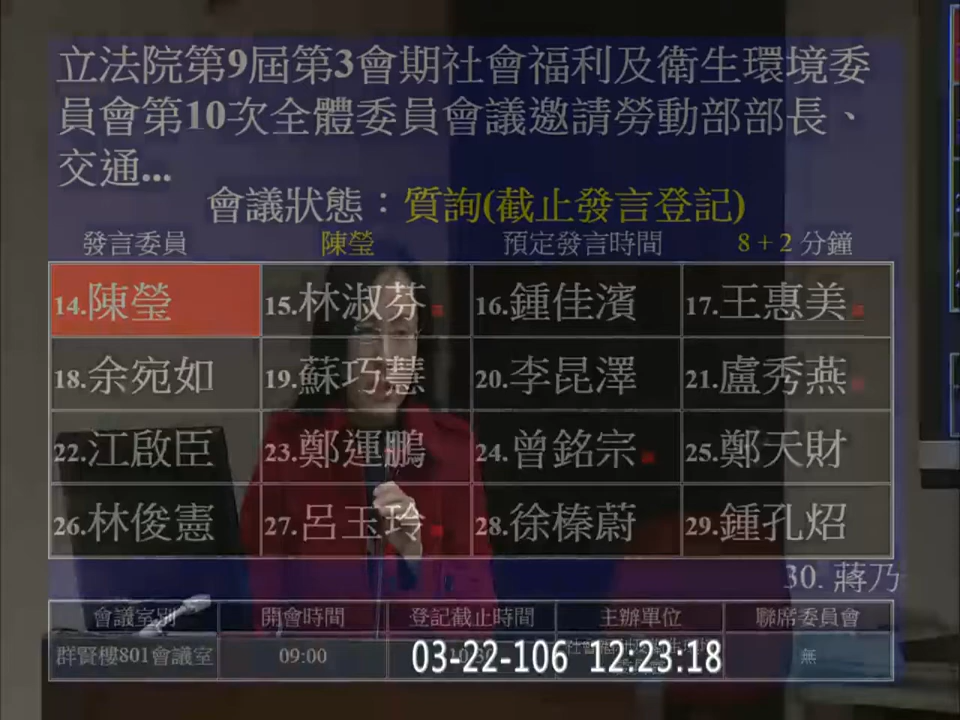 立法院第9屆第3會期社會福利及衛生環境委
員會第10次全體委員會議邀請勞動部部長、
交通...
會議狀態：質詢(截止發言登記)
發言委員 陳瑩 預定發言時間 8 + 2 分鐘
14.陳瑩 15.林淑芬 16.鍾佳濱 17.王惠美
18.余宛如 19.蘇巧慧 20.李昆澤 21.盧秀燕
22.江啟臣 23.鄭運鵬 24.曾銘宗 25.鄭天財
26.林俊憲 27.呂玉玲 28.徐榛蔚 29.鍾孔炤
30. 蔣乃
會議室別 開會時間 登記截止時間 主辦單位 聯席委員會
群賢樓801會議室 09:00 無
03-22-106 12:23:18